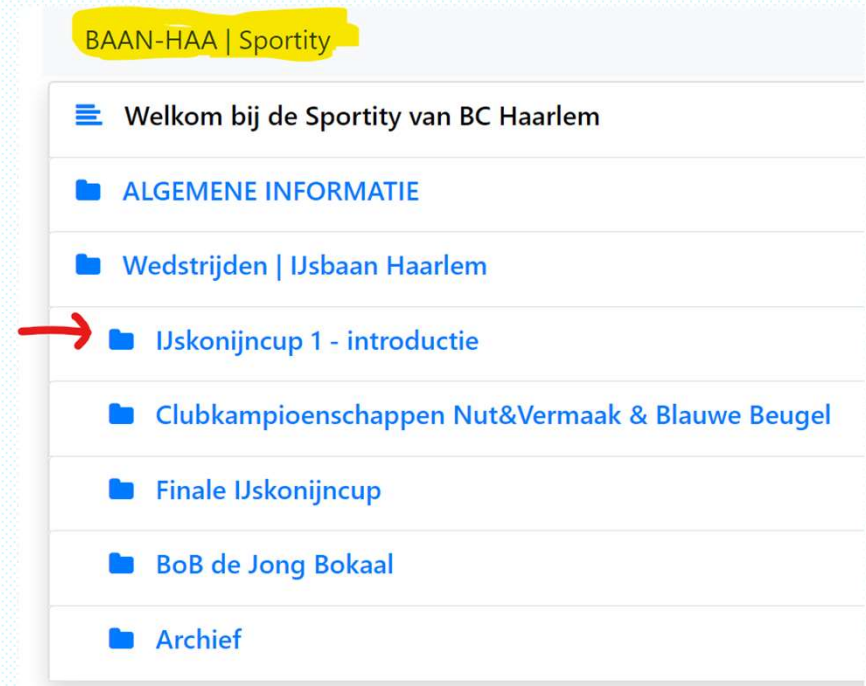 BAAN-HAA | Sportity
Welkom bij de Sportity van BC Haarlem
ALGEMENE INFORMATIE
Wedstrijden | IJsbaan Haarlem
IJskonijncup 1 - introductie
Clubkampioenschappen Nut&Vermaak & Blauwe Beugel
Finale IJskonijncup
BoB de Jong Bokaal
Archief